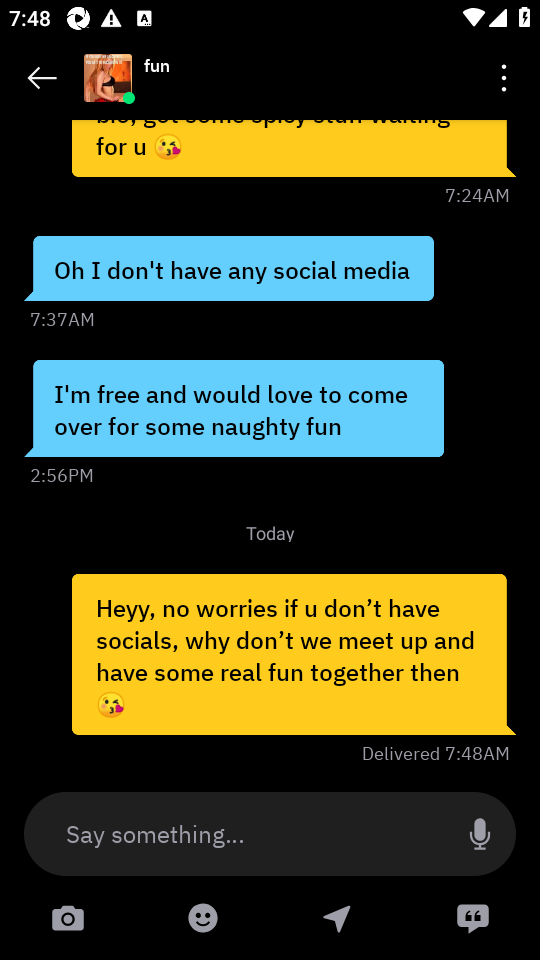 7:48
fun
for u 😘
7:24AM
Oh I don't have any social media
7:37AM
I'm free and would love to come
over for some naughty fun
2:56PM
Today
Heyy, no worries if u don’t have
socials, why don’t we meet up and
have some real fun together then
😘
Delivered 7:48AM
Say something...